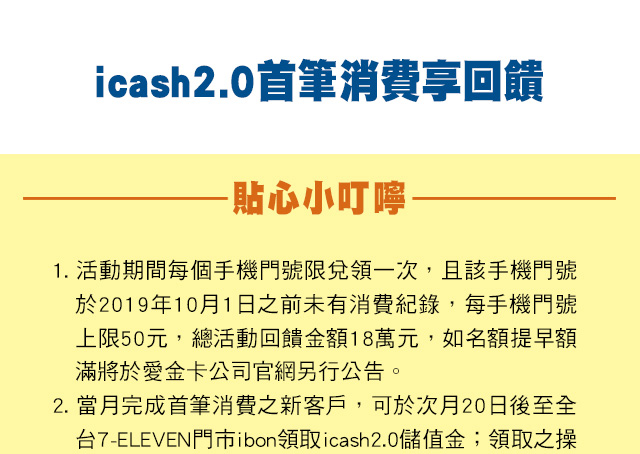 icash2.0首筆消費享回饋
貼心小叮嚀
1. 活動期間每個手機門號限兌領一次，且該手機門號
於2019年10月1日之前未有消費紀錄，每手機門號
上限50元，總活動回饋金額18萬元，如名額提早額
滿將於愛金卡公司官網另行公告。
2. 當月完成首筆消費之新客戶，可於次月20日後至全
台7-ELEVEN門市ibon領取icash2.0儲值金；領取之操